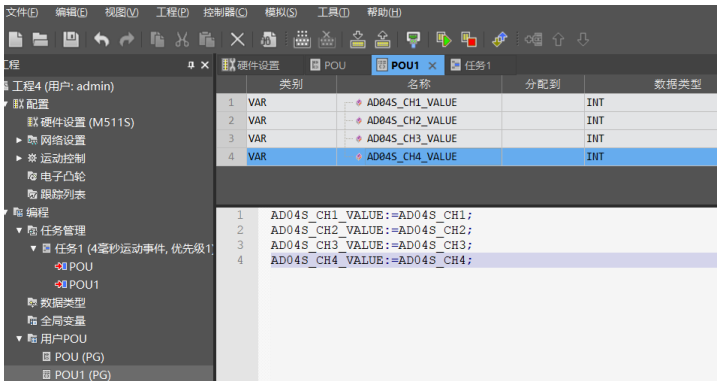 文件(F) 编辑(E) 视图(V) 工程(P) 控制器(C) 模拟(S) 工具(T) 帮助(H)
工程
硬件设置 POU POU1 任务1
工程4 (用户: admin)
配置
硬件设置 (M511S)
网络设置
运动控制
电子凸轮
跟踪列表
编程
任务管理
任务1 (4毫秒运动事件, 优先级1)
POU
POU1
数据类型
全局变量
用户POU
POU (PG)
POU1 (PG)
类别 名称 分配到 数据类型
1 VAR AD04S_CH1_VALUE INT
2 VAR AD04S_CH2_VALUE INT
3 VAR AD04S_CH3_VALUE INT
4 VAR AD04S_CH4_VALUE INT
1 AD04S_CH1_VALUE:=AD04S_CH1;
2 AD04S_CH2_VALUE:=AD04S_CH2;
3 AD04S_CH3_VALUE:=AD04S_CH3;
4 AD04S_CH4_VALUE:=AD04S_CH4;